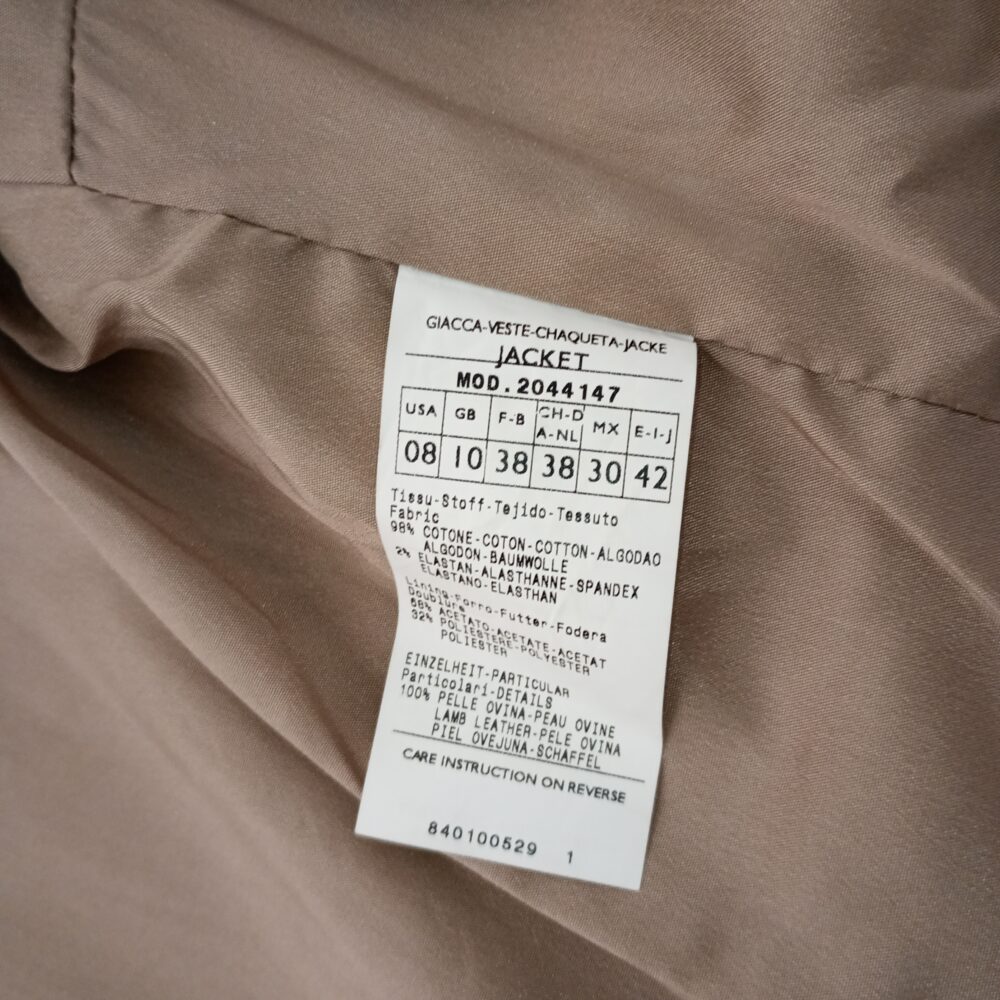 GIACCA-VESTE-CHAQUETA-JACKE
JACKET
MOD.2044147
USA GB F-B CH-D A-NL MX E-I-J
08 10 38 38 30 42
Tissu-Stoff-Tejido-Tessuto
Fabric
98% COTONE-COTON-COTTON-ALGODAO
ALGODON-BAUMWOLLE
2% ELASTAN-ALASTHANNE-SPANDEX
ELASTANO-ELASTHAN
Lining-Forro-Futter-Fodera
Doublure
68% ACETATO-ACETATE-ACETAT
32% POLIESTERE-POLYESTER
POLIESTER
EINZELHEIT-PARTICULAR
Particolari-DETAILS
100% PELLE OVINA-PEAU OVINE
LAMB LEATHER-PELE OVINA
PIEL OVEJUNA-SCHAFFEL
CARE INSTRUCTION ON REVERSE
840100529 1